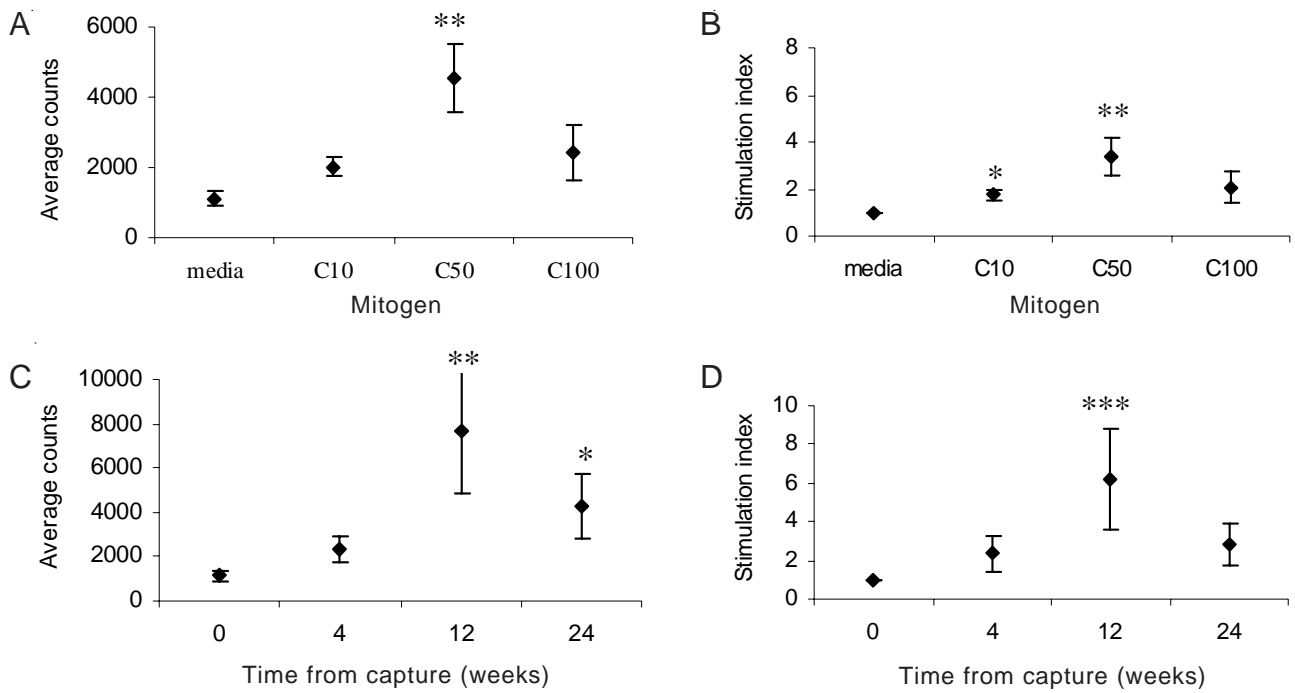 A
Average counts
6000
4000
2000
0
**
media C10 C50 C100
Mitogen
B
Stimulation index
8
6
4
2
0
*
**
media C10 C50 C100
Mitogen
C
Average counts
10000
8000
6000
4000
2000
0
**
*
0 4 12 24
Time from capture (weeks)
D
Stimulation index
10
8
6
4
2
0
***
0 4 12 24
Time from capture (weeks)